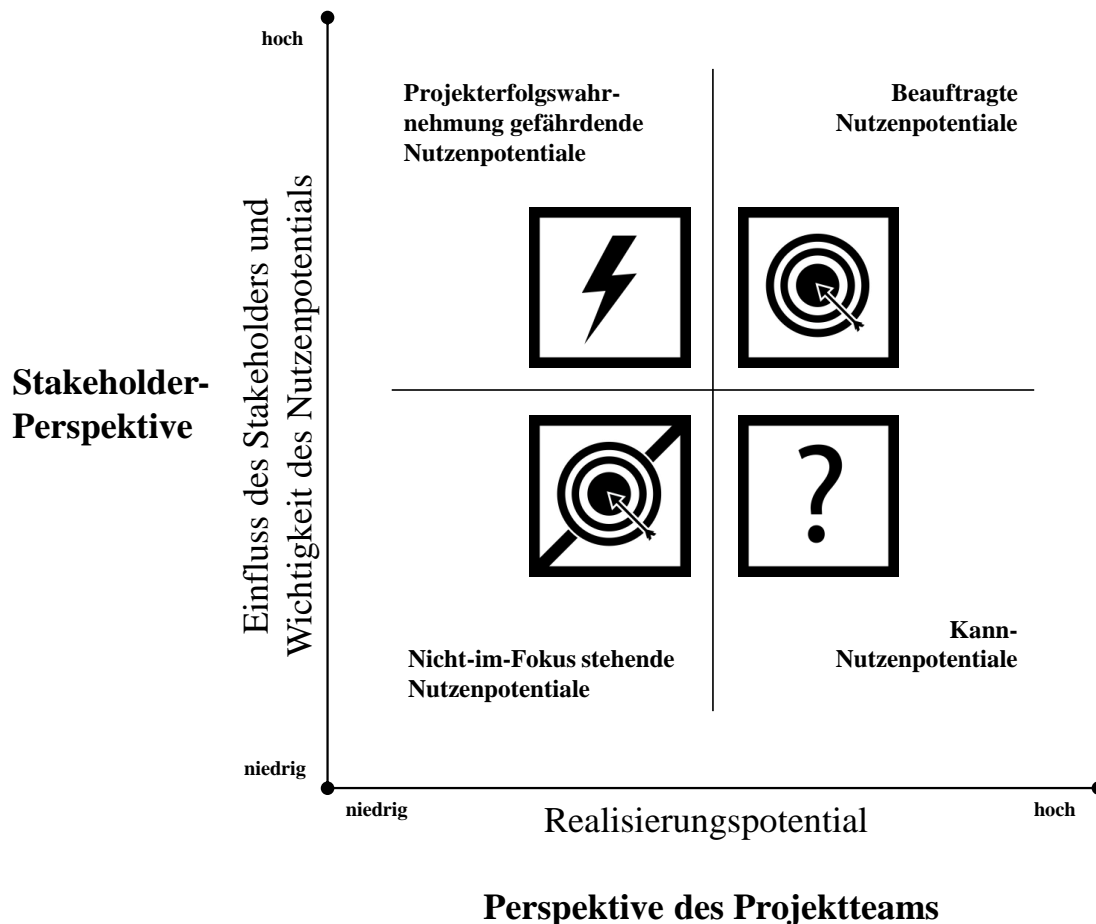 hoch
Projekterfolgswahr-
nehmung gefährdende
Nutzenpotentiale
Beauftragte
Nutzenpotentiale
Stakeholder-
Perspektive
Einfluss des Stakeholders und
Wichtigkeit des Nutzenpotentials
?
Nicht-im-Fokus stehende
Nutzenpotentiale
Kann-
Nutzenpotentiale
niedrig
niedrig
Realisierungspotential
hoch
Perspektive des Projektteams